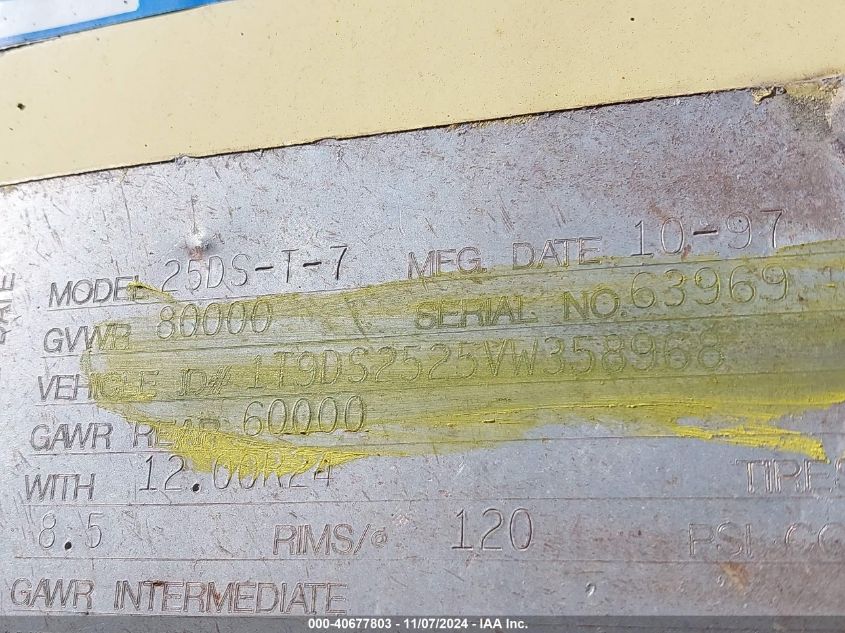 MODEL 25DS-T-7 MFG. DATE 10-97
GVWR 80000 SERIAL NO. 63969
VEHICLE ID# 1T9DS2525VW358968
GAWR REAR 60000
WITH 12.00R24 TIRES
8.5 RIMS/@ 120 PSI CO
GAWR INTERMEDIATE
000-40677803 — 11/07/2024 — IAA Inc.